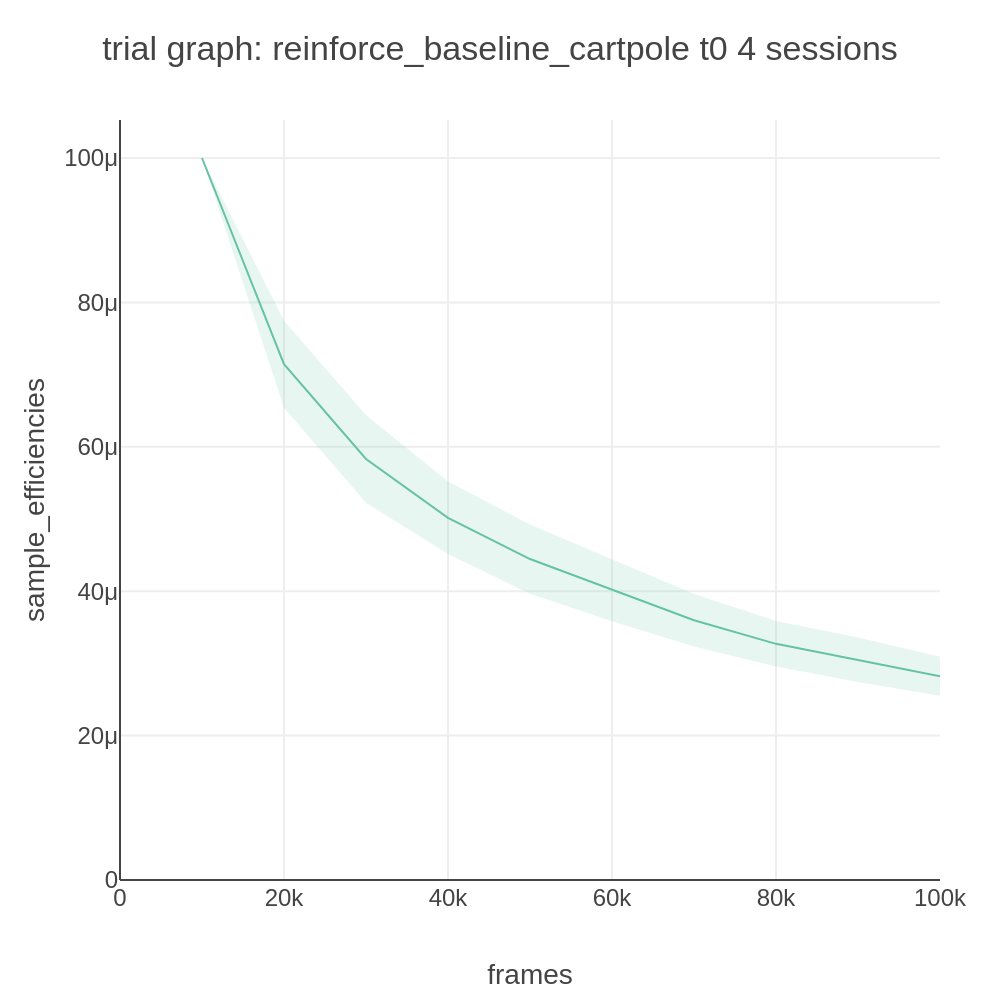 trial graph: reinforce_baseline_cartpole t0 4 sessions
sample_efficiencies
100μ
80μ
60μ
40μ
20μ
0
0 20k 40k 60k 80k 100k
frames